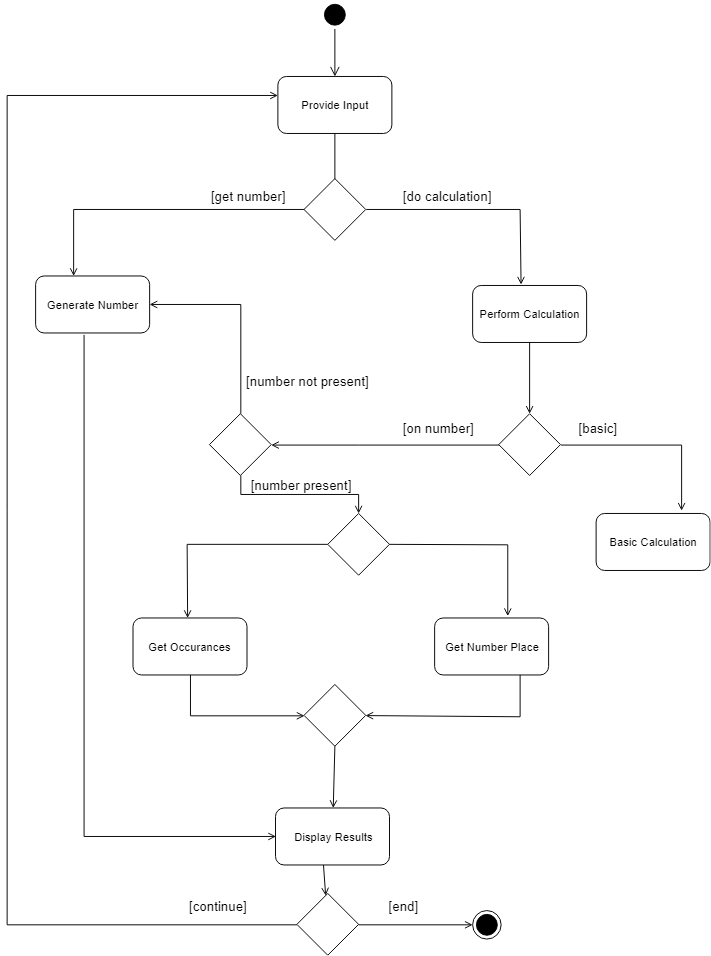 Provide Input
[get number]
[do calculation]
Generate Number
Perform Calculation
[number not present]
[on number]
[basic]
[number present]
Basic Calculation
Get Occurances
Get Number Place
Display Results
[continue]
[end]